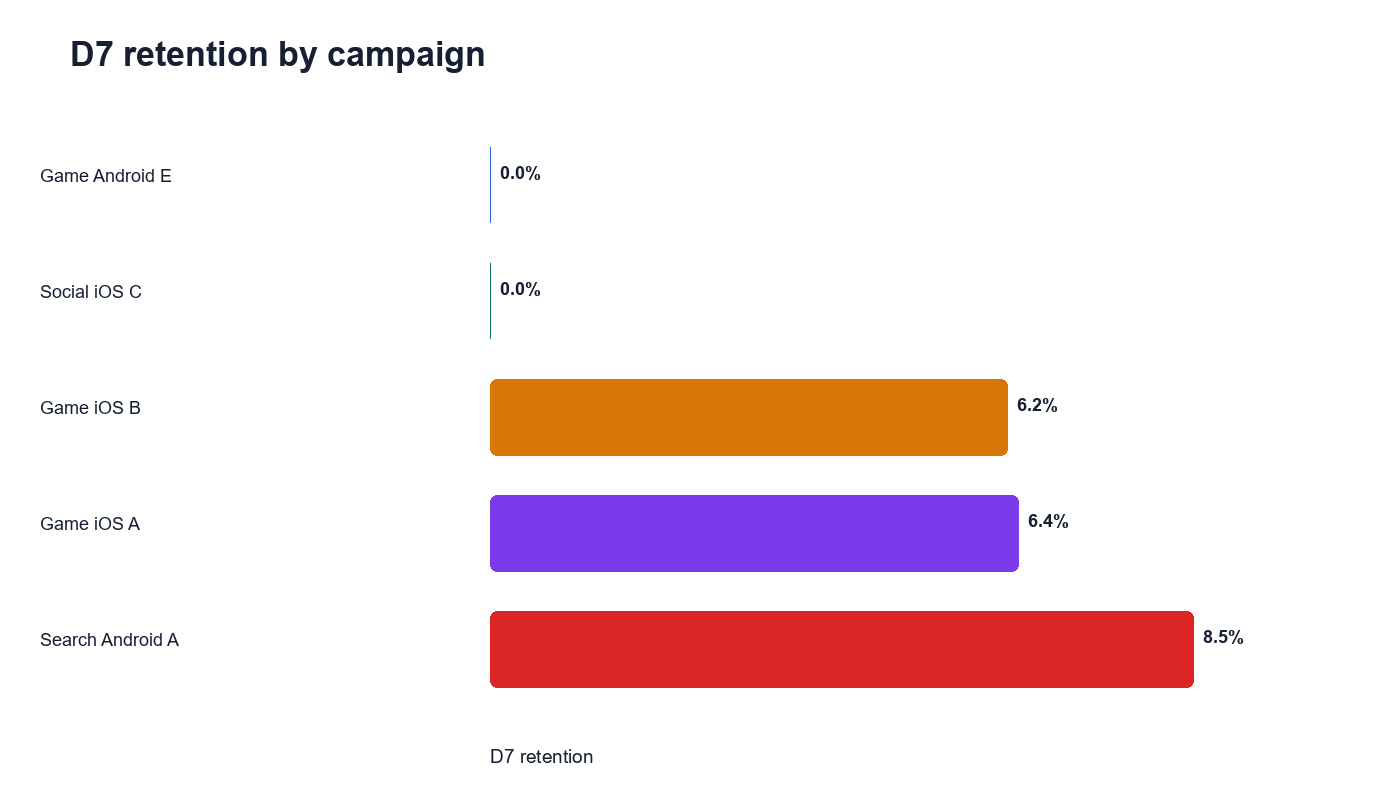 D7 retention by campaign
Game Android E 0.0%
Social iOS C 0.0%
Game iOS B 6.2%
Game iOS A 6.4%
Search Android A 8.5%
D7 retention